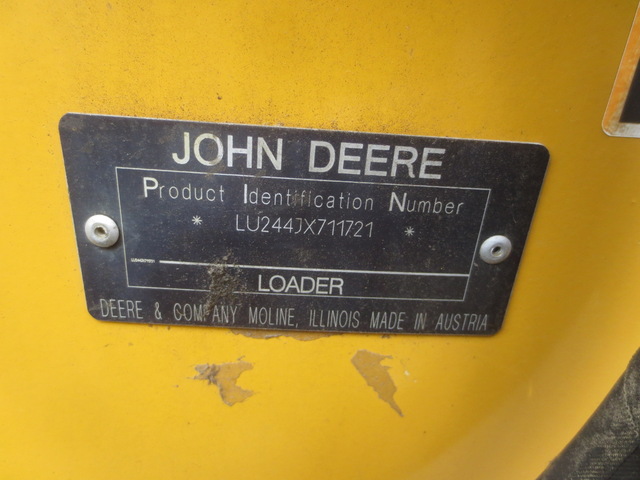 JOHN DEERE
Product Identification Number
* LU244JX711721 *
LOADER
DEERE & COMPANY MOLINE, ILLINOIS MADE IN AUSTRIA